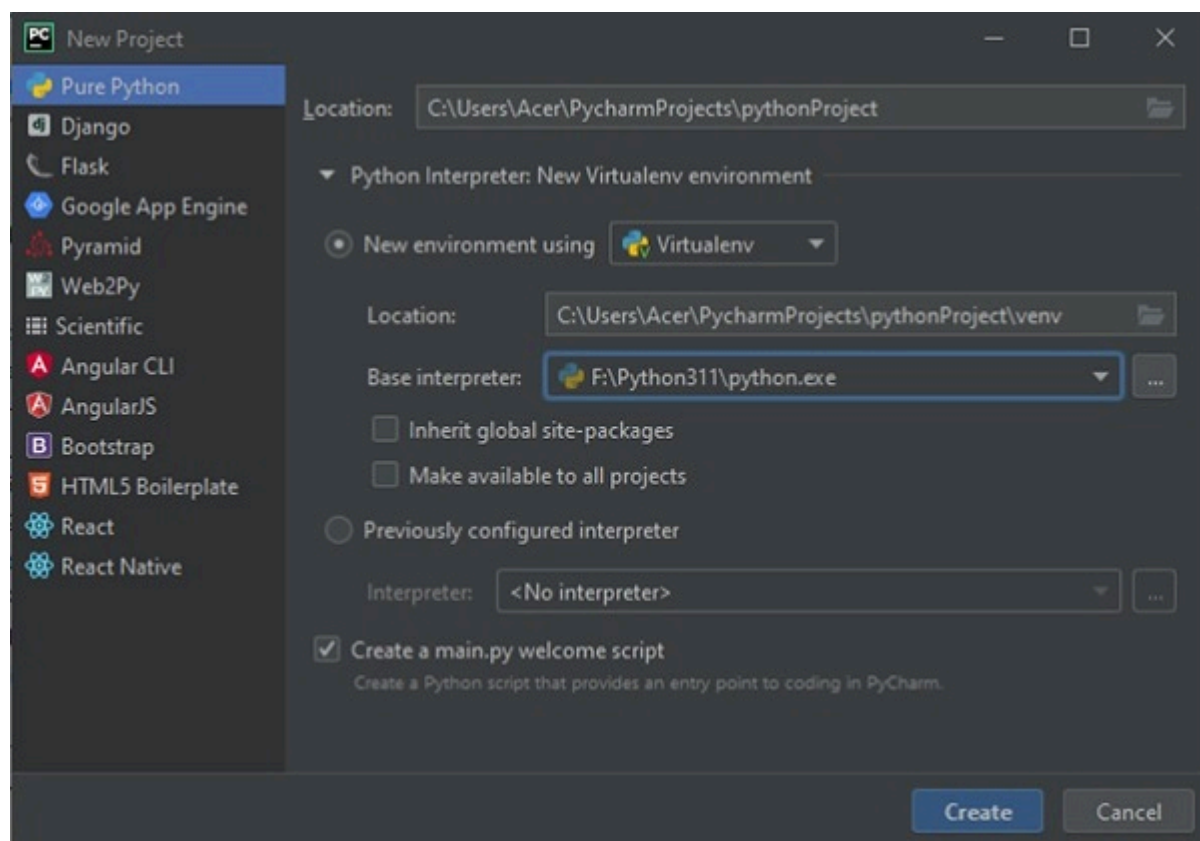 PC New Project
Pure Python
Django
Flask
Google App Engine
Pyramid
Web2Py
Scientific
Angular CLI
AngularJS
Bootstrap
HTML5 Boilerplate
React
React Native
Location: C:\Users\Acer\PycharmProjects\pythonProject
Python Interpreter: New Virtualenv environment
New environment using Virtualenv
Location: C:\Users\Acer\PycharmProjects\pythonProject\venv
Base interpreter: F:\Python311\python.exe ...
Inherit global site-packages
Make available to all projects
Previously configured interpreter
Interpreter: <No interpreter> ...
Create a main.py welcome script
Create a Python script that provides an entry point to coding in PyCharm.
Create Cancel